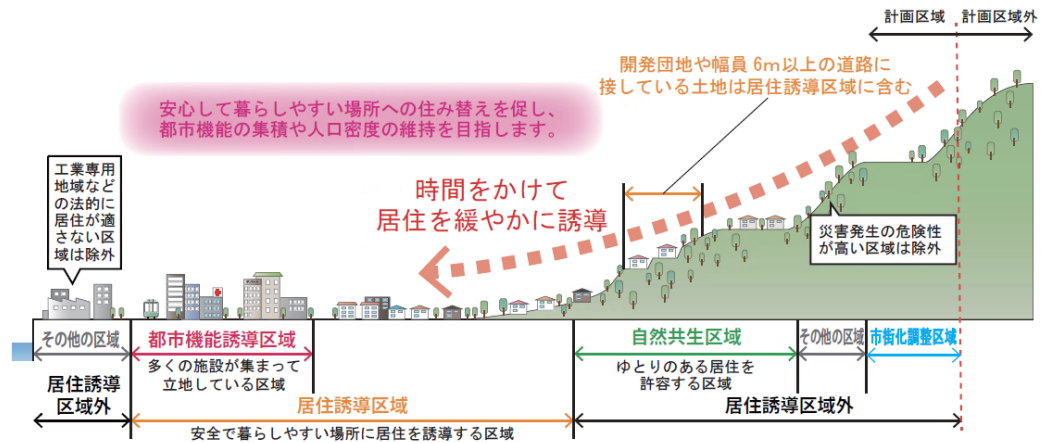 計画区域
計画区域外
開発団地や幅員6m以上の道路に
接している土地は居住誘導区域に含む
安心して暮らしやすい場所への住み替えを促し、
都市機能の集積や人口密度の維持を目指します。
工業専用
地域など
の法的に
居住が適
さない区
域は除外
時間をかけて
居住を緩やかに誘導
災害発生の危険性
が高い区域は除外
その他の区域
都市機能誘導区域
多くの施設が集まって
立地している区域
自然共生区域
ゆとりのある居住を
許容する区域
その他の区域
市街化調整区域
居住誘導
区域外
居住誘導区域
安全で暮らしやすい場所に居住を誘導する区域
居住誘導区域外